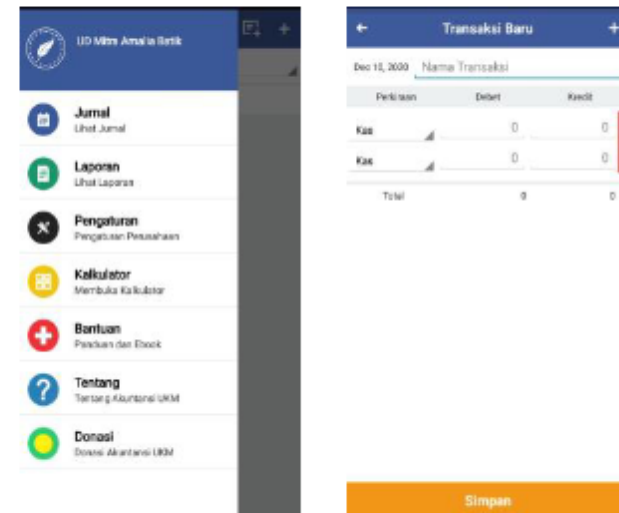 UD Mitra Amalia Batik
Jurnal
Lihat Jurnal
Laporan
Lihat Laporan
Pengaturan
Pengaturan Perusahaan
Kalkulator
Membuka Kalkulator
Bantuan
Panduan dan Ebook
Tentang
Tentang Akuntansi UKM
Donasi
Donasi Akuntansi UKM
Transaksi Baru
Dec 15, 2020 Nama Transaksi
Perkiraan Debet Kredit
Kas 0 0
Kas 0 0
Total 0 0
Simpan